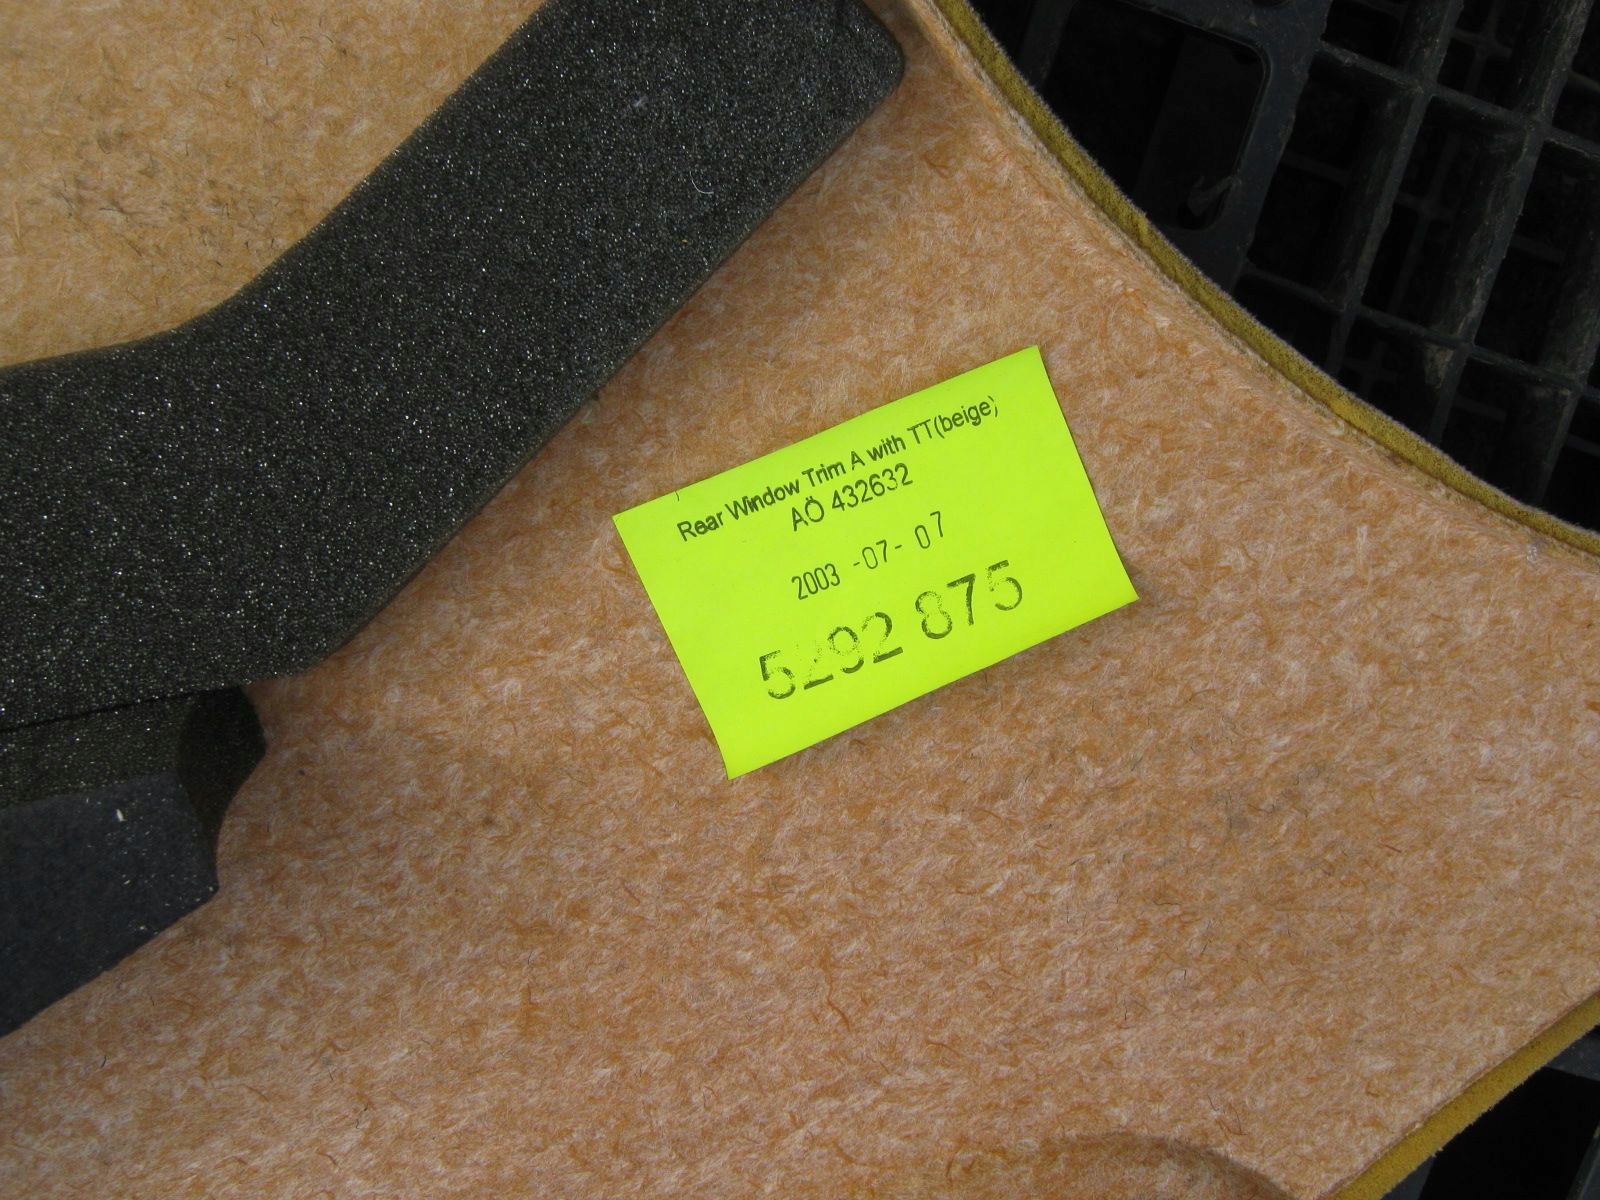 Rear Window Trim A with TT(beige)
AÖ 432632
2003 -07- 07
5292 875